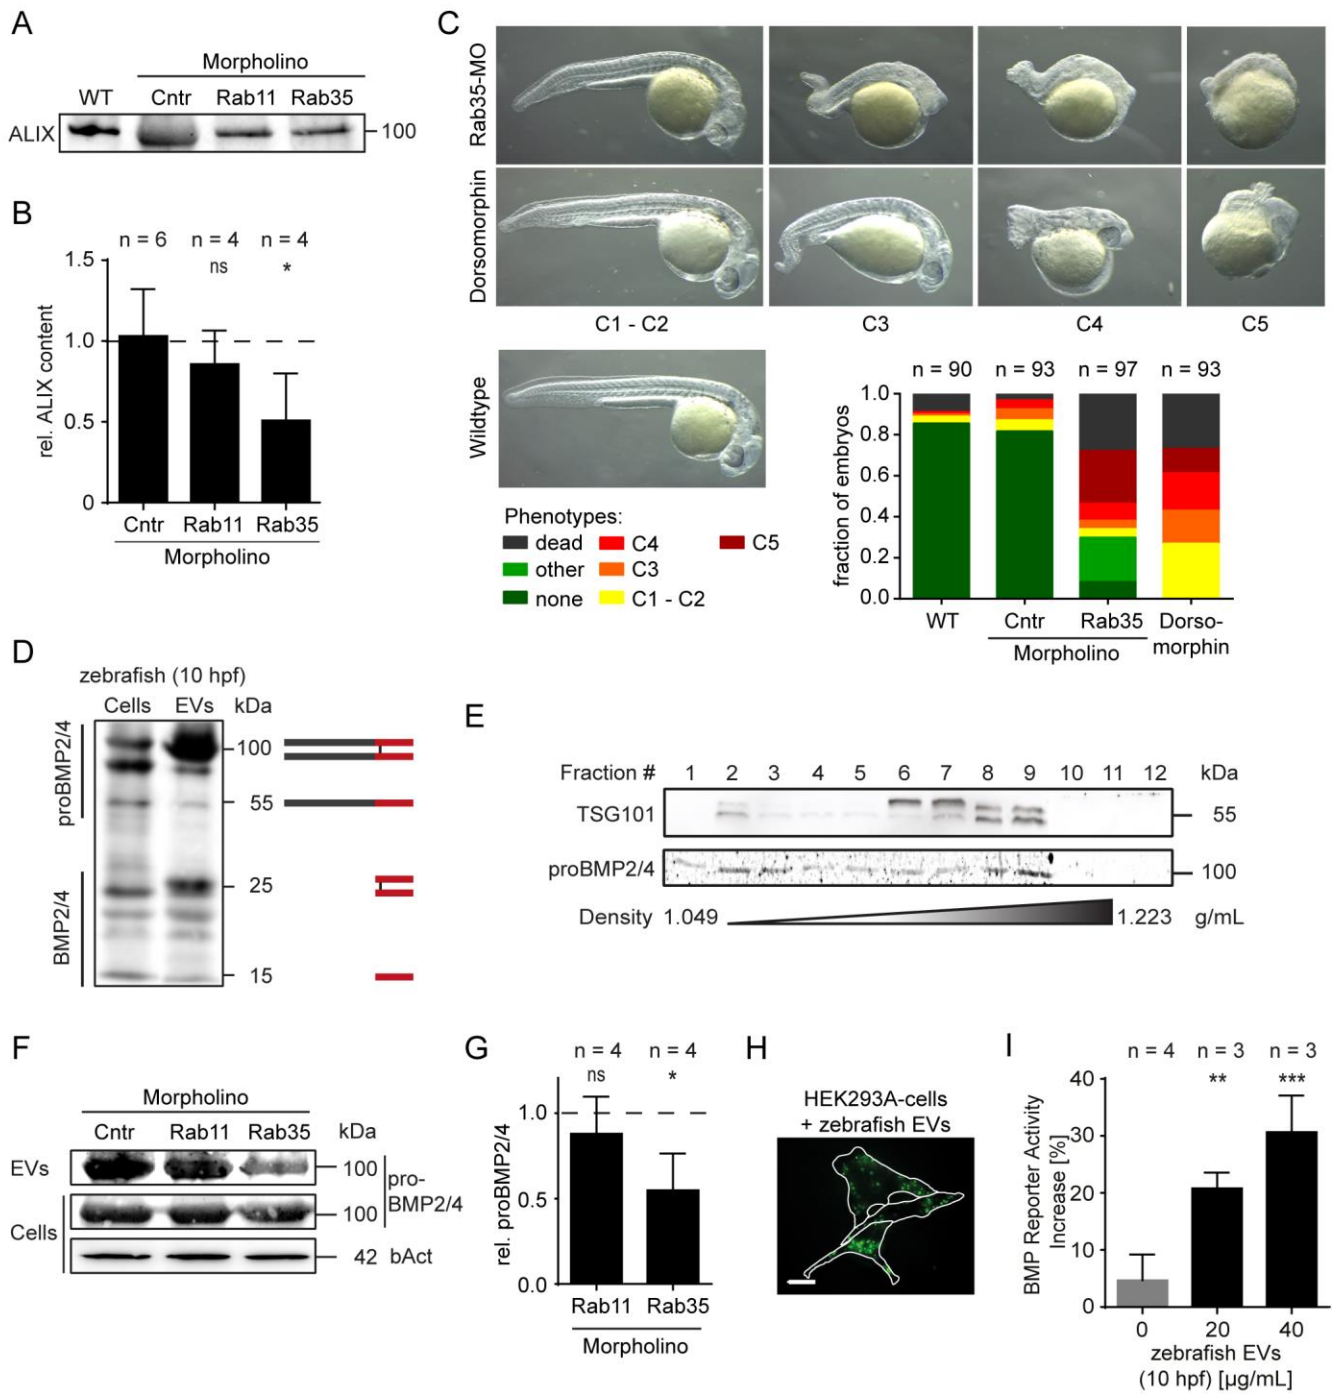 A
Morpholino
WT Cntr Rab11 Rab35
ALIX 100
B
n = 6 n = 4 n = 4
ns *
1.5
1.0
0.5
0
rel. ALIX content
Cntr Rab11 Rab35
Morpholino
C
Rab35-MO
Dorsomorphin
C1 - C2 C3 C4 C5
Wildtype
Phenotypes:
dead C4 C5
other C3
none C1 - C2
n = 90 n = 93 n = 97 n = 93
1.0
0.8
0.6
0.4
0.2
0.0
fraction of embryos
WT Cntr Rab35 Dorso-
morphin
Morpholino
D
zebrafish (10 hpf)
Cells EVs kDa
proBMP2/4
BMP2/4
100
55
25
15
E
Fraction # 1 2 3 4 5 6 7 8 9 10 11 12 kDa
TSG101 55
proBMP2/4 100
Density 1.049 1.223 g/mL
F
Morpholino
Cntr Rab11 Rab35 kDa
EVs 100
Cells 100
pro-
BMP2/4
42 bAct
G
n = 4 n = 4
ns *
1.0
0.5
0.0
rel. proBMP2/4
Rab11 Rab35
Morpholino
H
HEK293A-cells
+ zebrafish EVs
I
n = 4 n = 3 n = 3
** ***
40
30
20
10
0
BMP Reporter Activity
Increase [%]
0 20 40
zebrafish EVs
(10 hpf) [µg/mL]